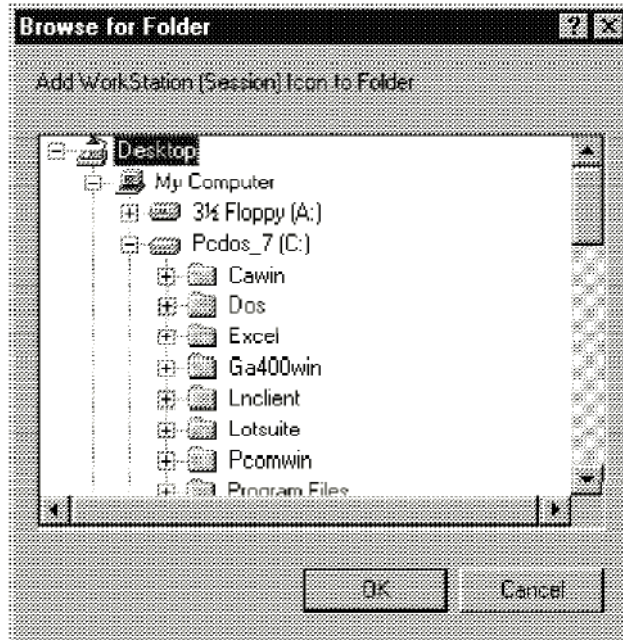 Browse for Folder
Add WorkStation (Session) Icon to Folder
Desktop
My Computer
3½ Floppy (A:)
Pcdos_7 (C:)
Cawin
Dos
Excel
Ga400win
Lnclient
Lotsuite
Pcomwin
Program Files
OK
Cancel